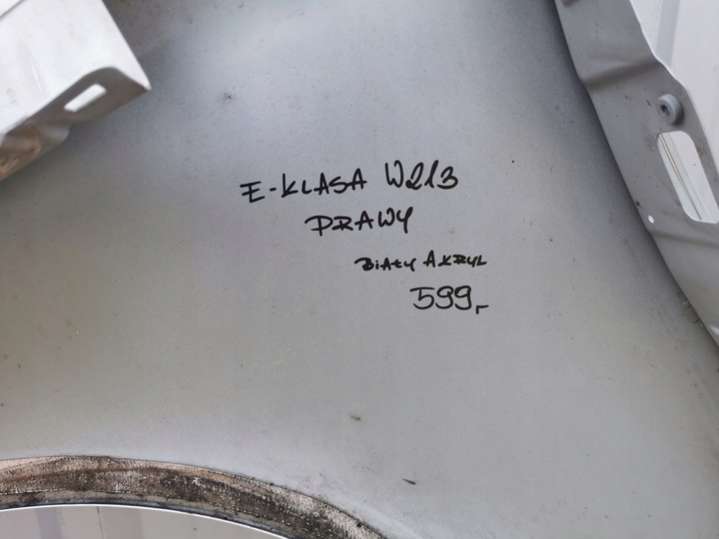 E-KLASA W213
PRAWY
BIAŁY AKRYL
599,-